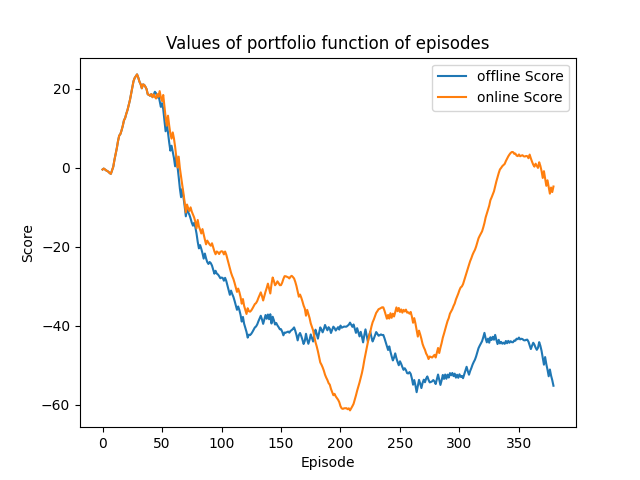 Values of portfolio function of episodes
offline Score
online Score
Score
20
0
−20
−40
−60
0 50 100 150 200 250 300 350
Episode